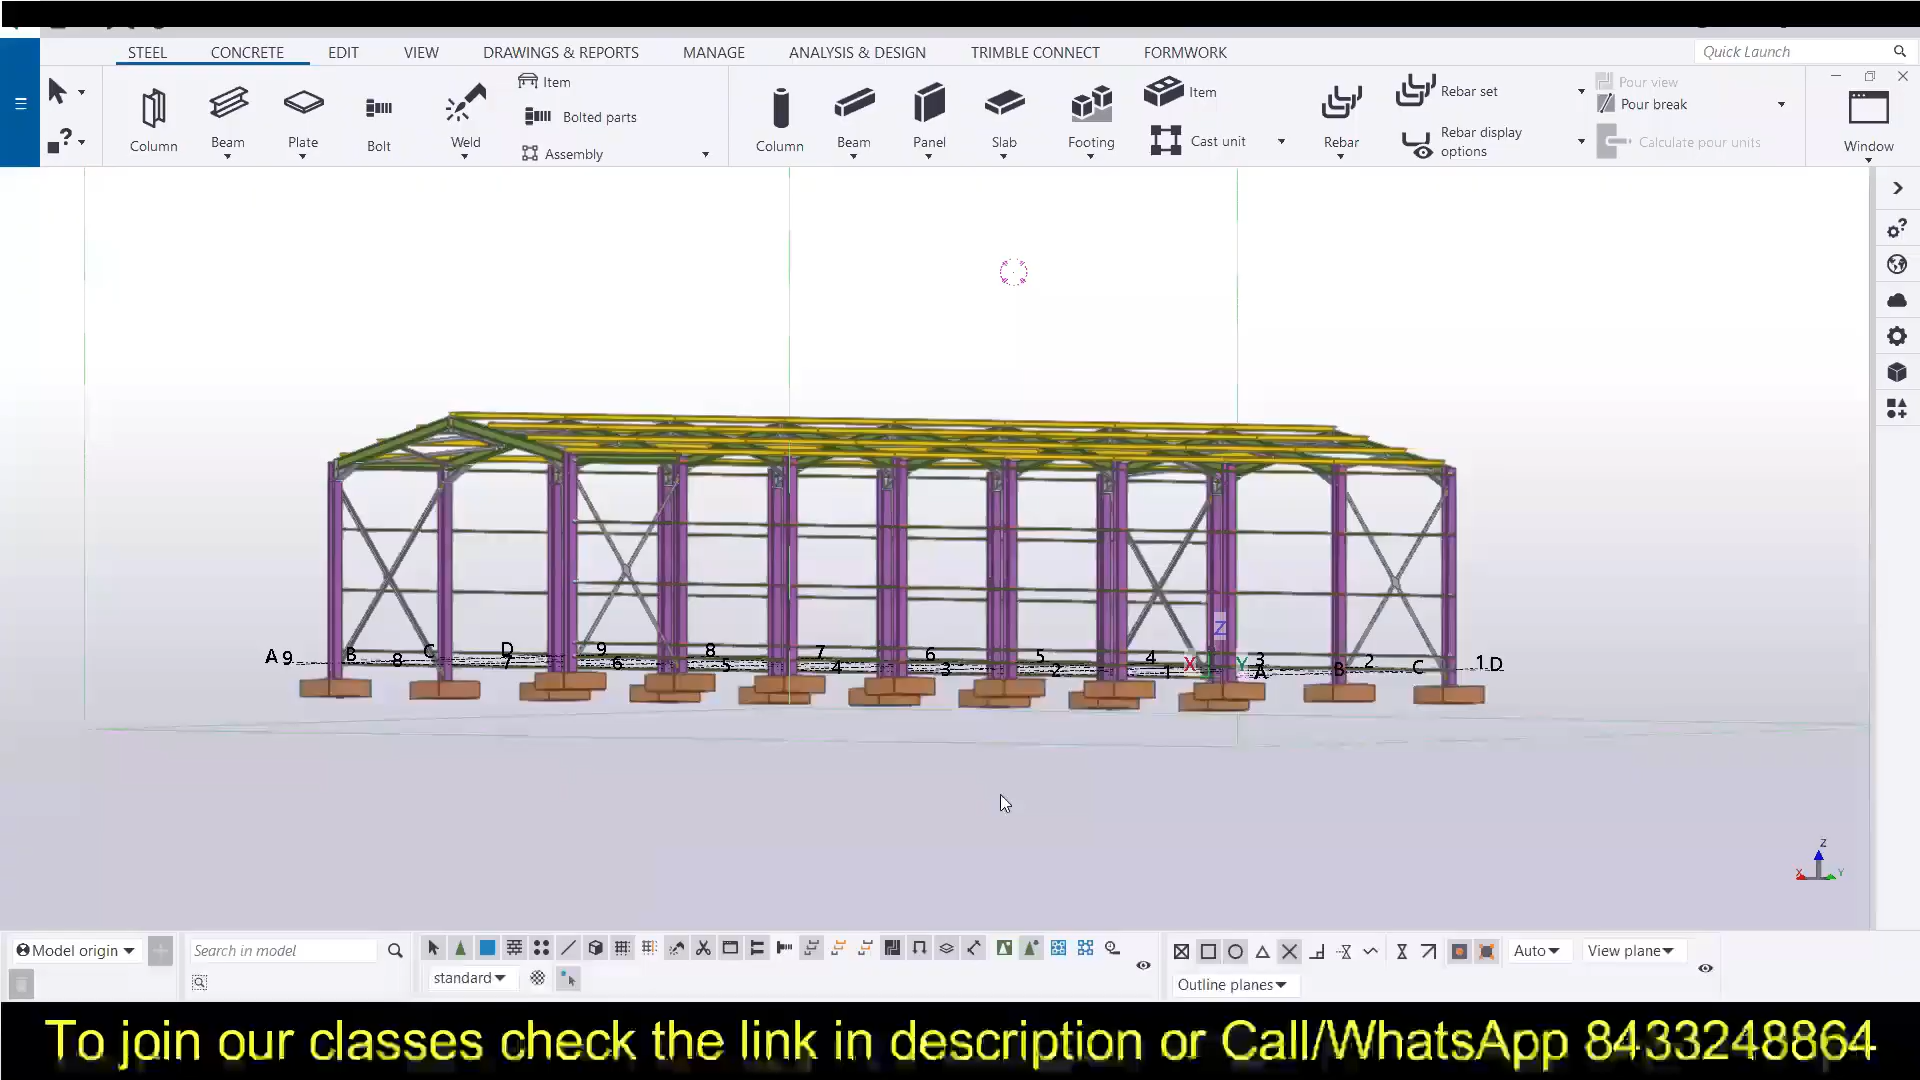 STEEL CONCRETE EDIT VIEW DRAWINGS & REPORTS MANAGE ANALYSIS & DESIGN TRIMBLE CONNECT FORMWORK Quick Launch
Column Beam Plate Bolt Weld
Item
Bolted parts
Assembly
Column Beam Panel Slab Footing
Item
Cast unit
Rebar
Rebar set
Rebar display
options
Pour view
Pour break
Calculate pour units
Window
A 9 B 8 C D 7 9 6 8 5 7 4 6 3 5 2 4 1 X Z Y 3 A B 2 C 1 D
Z
X Y
Model origin Search in model Auto View plane
standard Outline planes
To join our classes check the link in description or Call/WhatsApp 8433248864